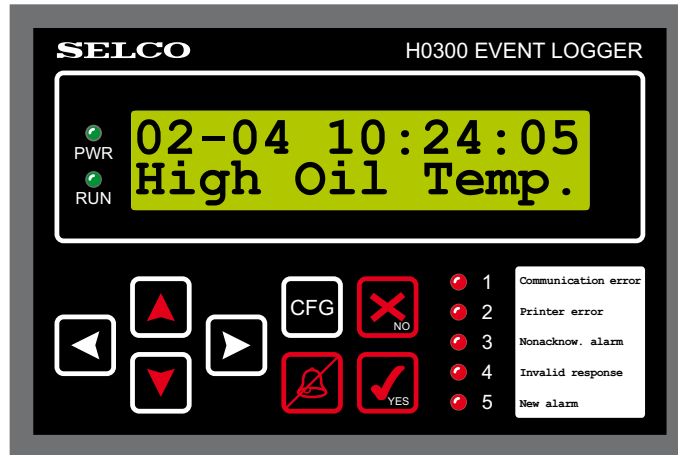 SELCO H0300 EVENT LOGGER
PWR 02-04 10:24:05
RUN High Oil Temp.
CFG NO
YES
1 Communication error
2 Printer error
3 Nonacknow. alarm
4 Invalid response
5 New alarm